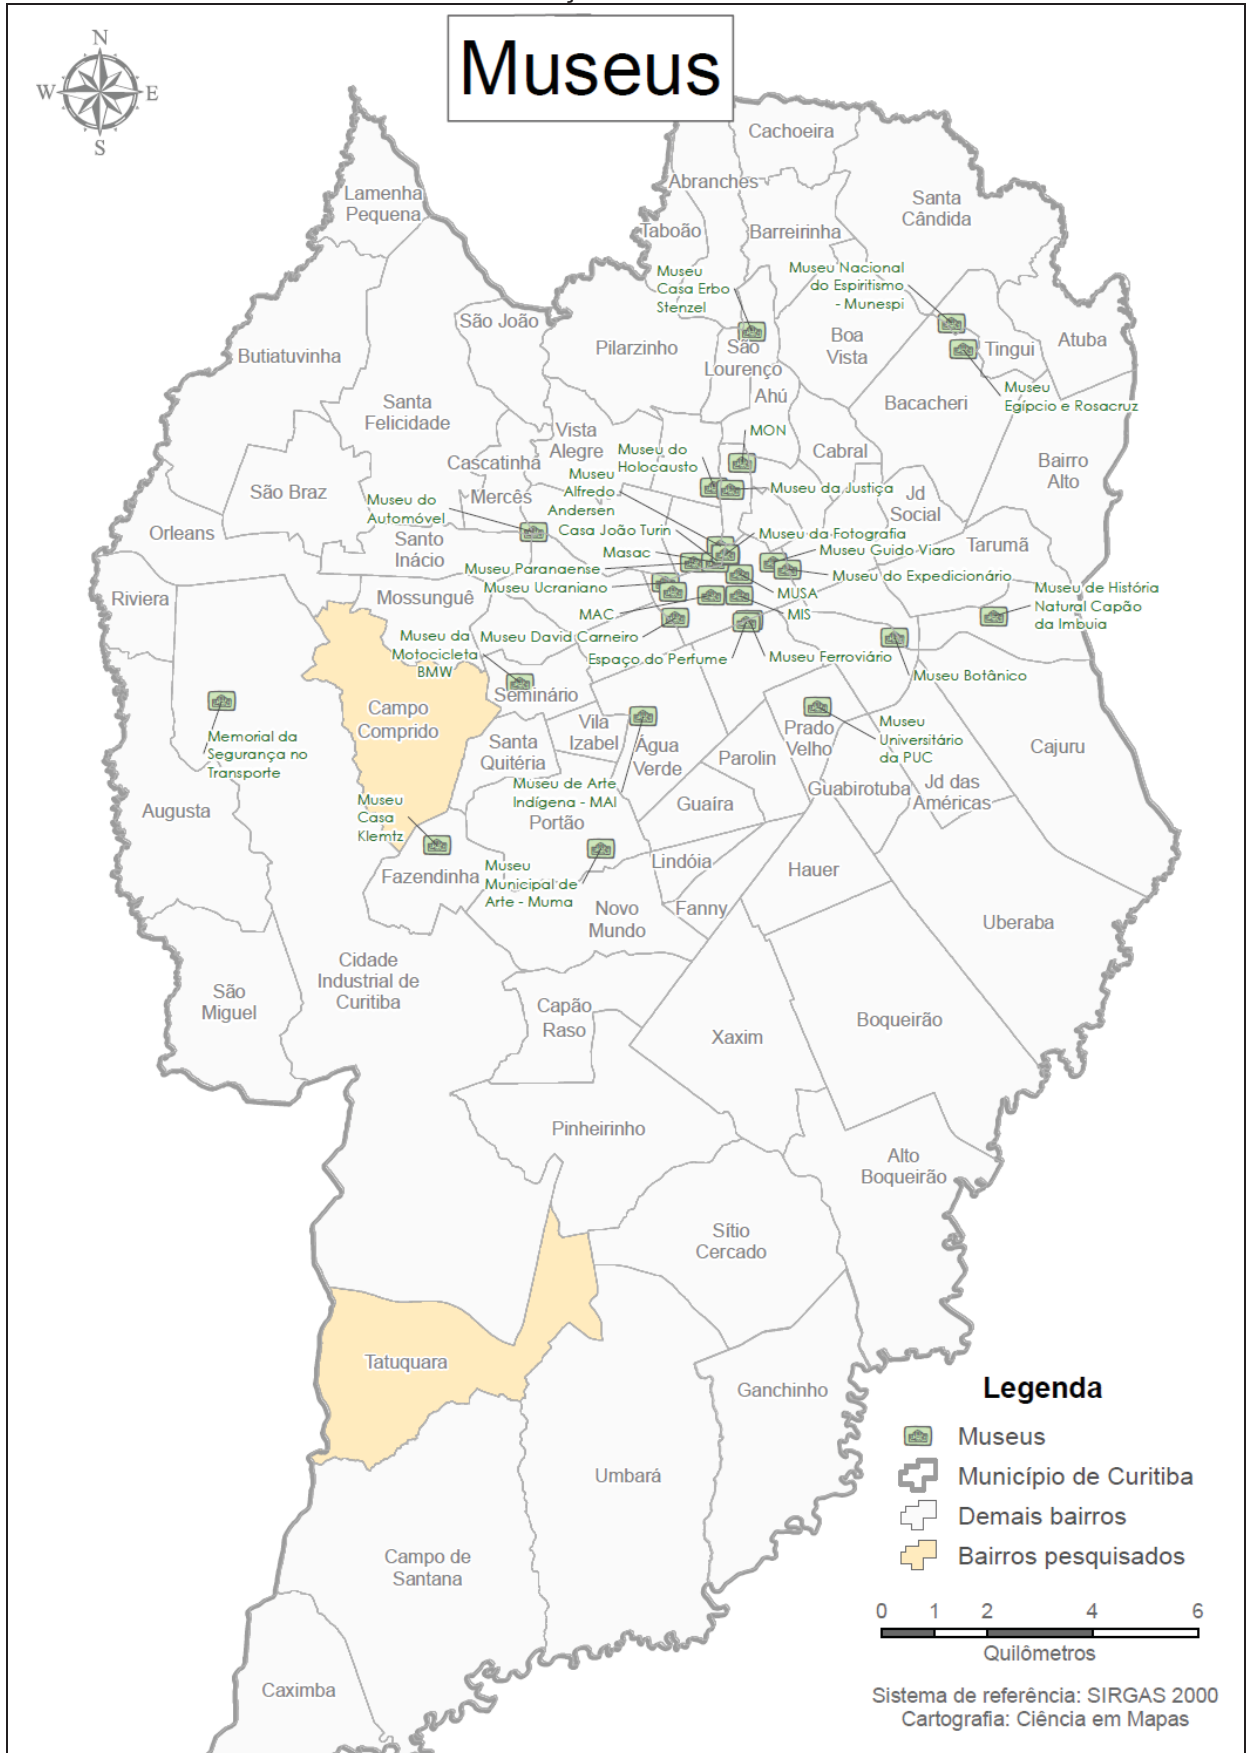 Museus
N
W
E
S
Cachoeira
Lamenha
Pequena
Abranches
Santa
Cândida
Taboão
Barreirinha
Museu
Casa Erbo
Stenzel
Museu Nacional
do Espiritismo
- Munespi
São João
Butiatuvinha
Pilarzinho
São
Lourenço
Boa
Vista
Tingui
Atuba
Museu
Egípcio e Rosacruz
Ahú
Bacacheri
Santa
Felicidade
Vista
Alegre
MON
Cabral
Museu do
Holocausto
Cascatinha
Bairro
Alto
Museu
Alfredo
Andersen
Museu da Justiça
São Braz
Mercês
Jd
Social
Museu do
Automóvel
Orleans
Casa João Turin
Museu da Fotografia
Santo
Inácio
Tarumã
Masac
Museu Guido Viaro
Museu Paranaense
Museu do Expedicionário
Museu Ucraniano
MUSA
Museu de História
Natural Capão
da Imbuia
Riviera
Mossunguê
MAC
MIS
Museu da
Motocicleta
BMW
Museu David Carneiro
Espaço do Perfume
Museu Ferroviário
Museu Botânico
Seminário
Campo
Comprido
Memorial da
Segurança no
Transporte
Vila
Izabel
Santa
Quitéria
Água
Verde
Prado
Velho
Museu
Universitário
da PUC
Parolin
Cajuru
Museu de Arte
Indígena - MAI
Guabirotuba
Jd das
Américas
Augusta
Museu
Casa
Klemtz
Guaíra
Portão
Lindóia
Fazendinha
Museu
Municipal de
Arte - Muma
Hauer
Novo
Mundo
Fanny
Uberaba
Cidade
Industrial de
Curitiba
São
Miguel
Capão
Raso
Boqueirão
Xaxim
Pinheirinho
Alto
Boqueirão
Sítio
Cercado
Tatuquara
Ganchinho
Umbará
Campo de
Santana
Caximba
Legenda
Museus
Município de Curitiba
Demais bairros
Bairros pesquisados
0 1 2 4 6
Quilômetros
Sistema de referência: SIRGAS 2000
Cartografia: Ciência em Mapas